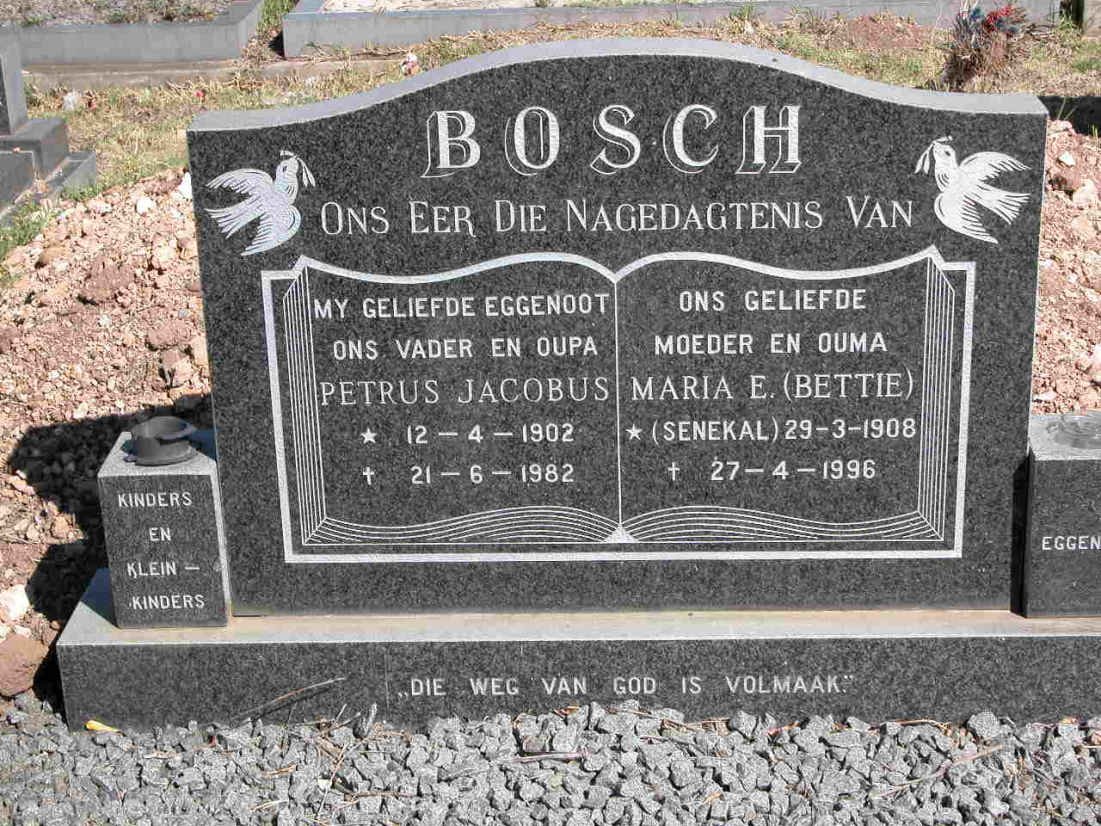 BOSCH
ONS EER DIE NAGEDAGTENIS VAN
MY GELIEFDE EGGENOOT
ONS VADER EN OUPA
PETRUS JACOBUS
★ 12 – 4 – 1902
† 21 – 6 – 1982
ONS GELIEFDE
MOEDER EN OUMA
MARIA E. (BETTIE)
★ (SENEKAL) 29-3-1908
† 27-4-1996
KINDERS
EN
KLEIN –
KINDERS
EGGEN
„DIE WEG VAN GOD IS VOLMAAK."